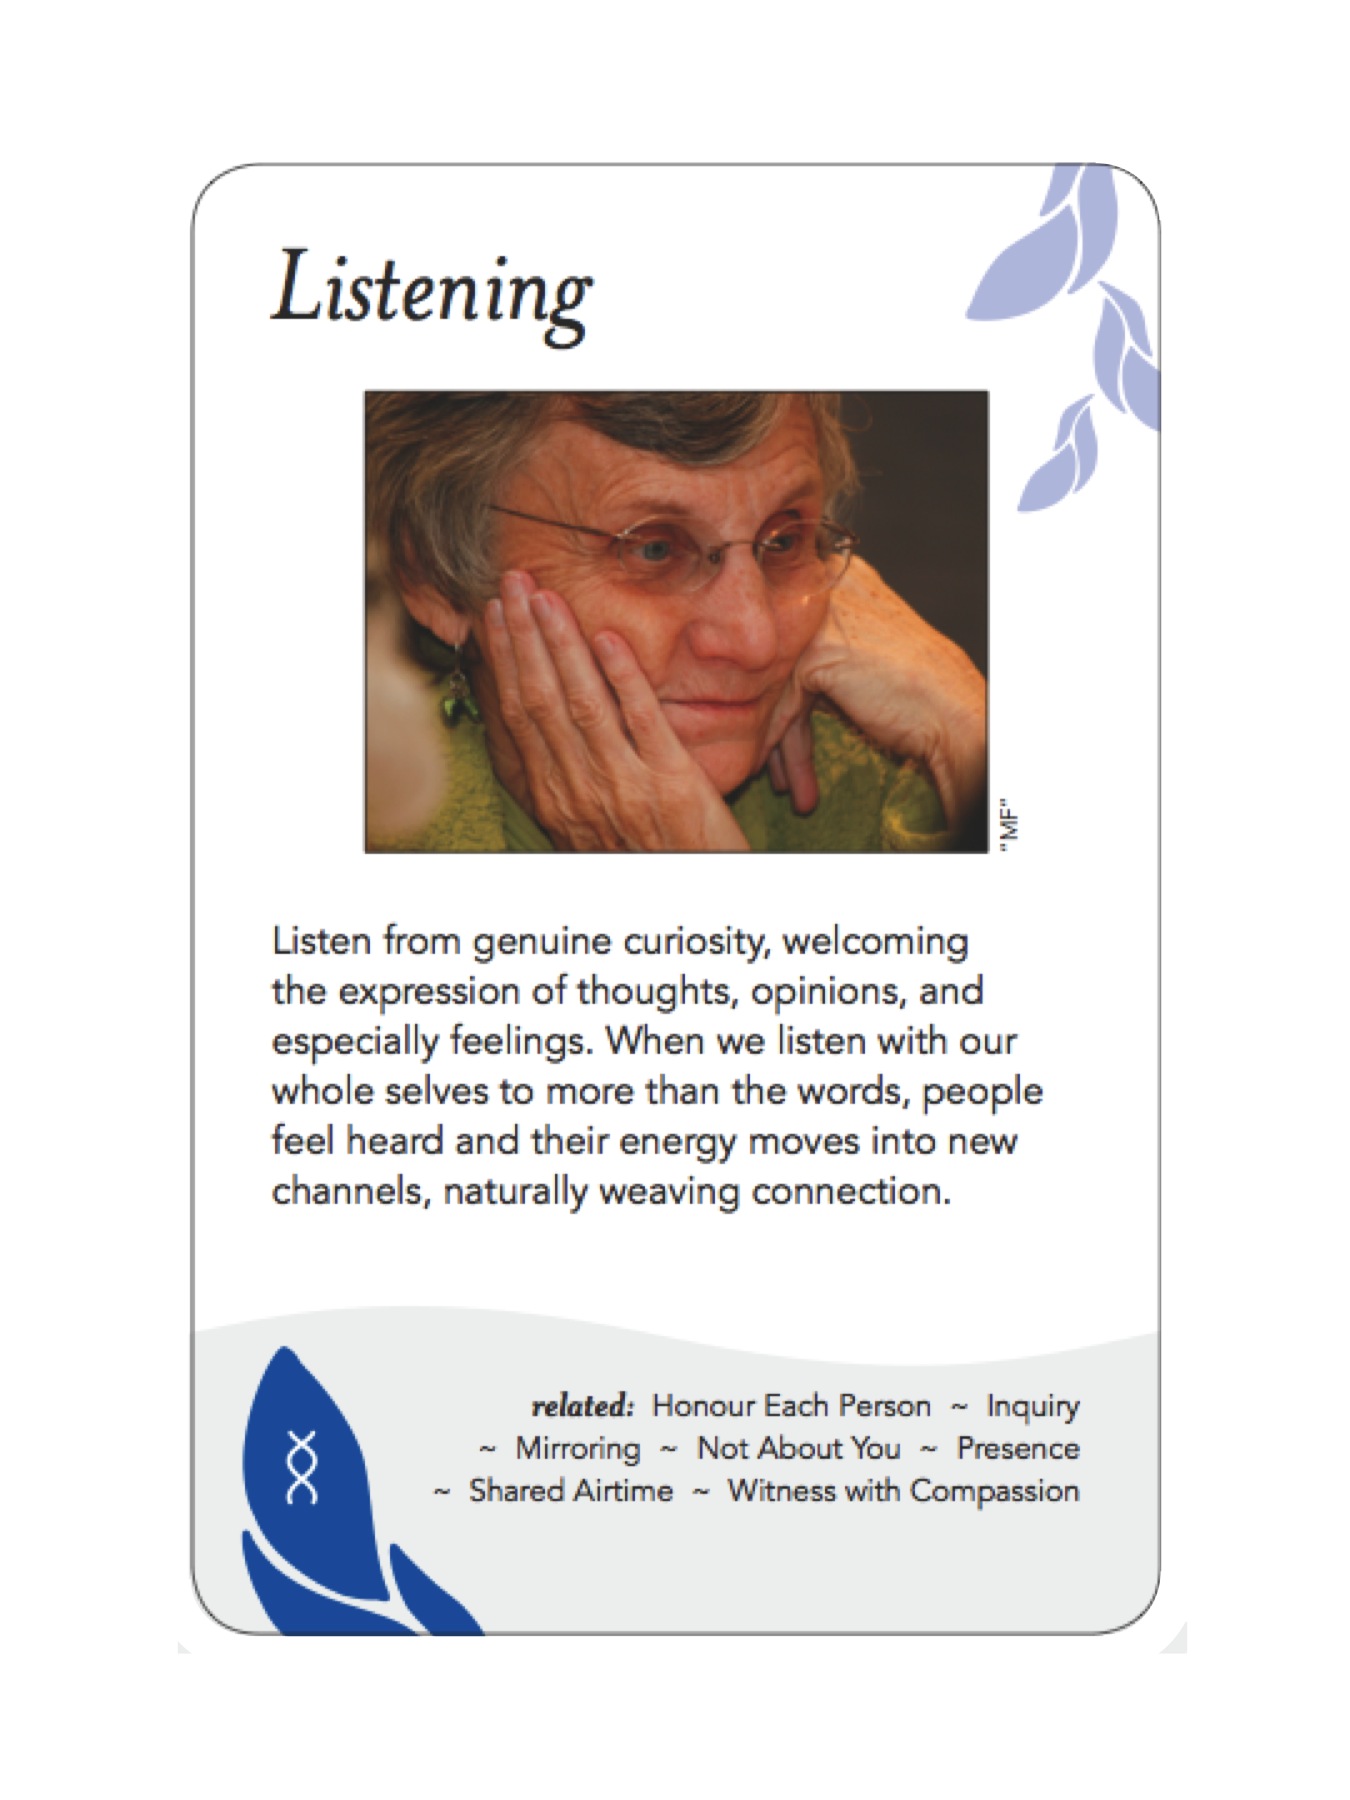 Listening
"MF"
Listen from genuine curiosity, welcoming
the expression of thoughts, opinions, and
especially feelings. When we listen with our
whole selves to more than the words, people
feel heard and their energy moves into new
channels, naturally weaving connection.
related: Honour Each Person ~ Inquiry
~ Mirroring ~ Not About You ~ Presence
~ Shared Airtime ~ Witness with Compassion